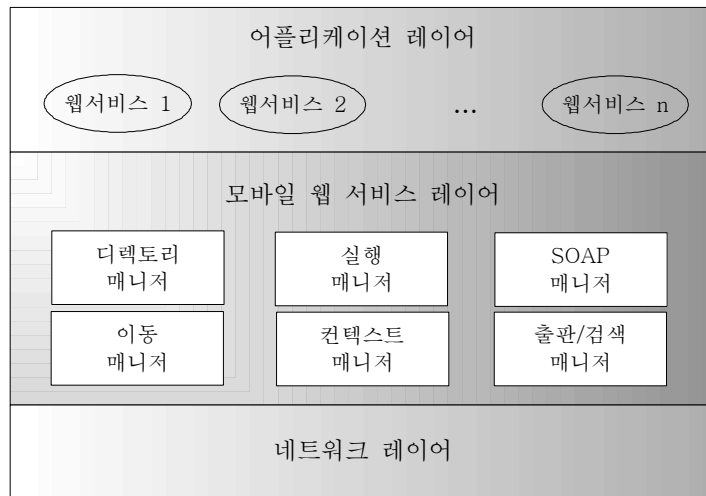 어플리케이션 레이어
웹서비스 1
웹서비스 2
...
웹서비스 n
모바일 웹 서비스 레이어
디렉토리
매니저
실행
매니저
SOAP
매니저
이동
매니저
컨텍스트
매니저
출판/검색
매니저
네트워크 레이어